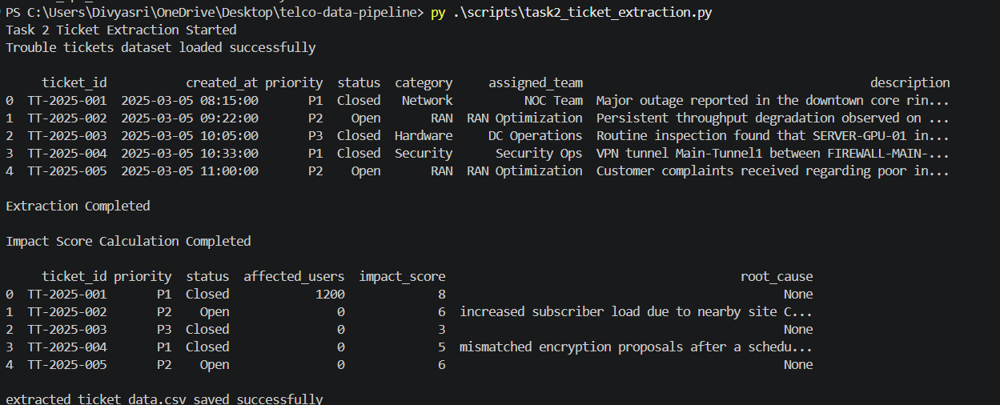 PS C:\Users\Divyasri\OneDrive\Desktop\telco-data-pipeline> py .\scripts\task2_ticket_extraction.py
Task 2 Ticket Extraction Started
Trouble tickets dataset loaded successfully
ticket_id created_at priority status category assigned_team description
0 TT-2025-001 2025-03-05 08:15:00 P1 Closed Network NOC Team Major outage reported in the downtown core rin...
1 TT-2025-002 2025-03-05 09:22:00 P2 Open RAN RAN Optimization Persistent throughput degradation observed on ...
2 TT-2025-003 2025-03-05 10:05:00 P3 Closed Hardware DC Operations Routine inspection found that SERVER-GPU-01 in...
3 TT-2025-004 2025-03-05 10:33:00 P1 Closed Security Security Ops VPN tunnel Main-Tunnel1 between FIREWALL-MAIN-...
4 TT-2025-005 2025-03-05 11:00:00 P2 Open RAN RAN Optimization Customer complaints received regarding poor in...
Extraction Completed
Impact Score Calculation Completed
ticket_id priority status affected_users impact_score root_cause
0 TT-2025-001 P1 Closed 1200 8 None
1 TT-2025-002 P2 Open 0 6 increased subscriber load due to nearby site C...
2 TT-2025-003 P3 Closed 0 3 None
3 TT-2025-004 P1 Closed 0 5 mismatched encryption proposals after a schedu...
4 TT-2025-005 P2 Open 0 6 None
extracted_ticket_data.csv saved successfully